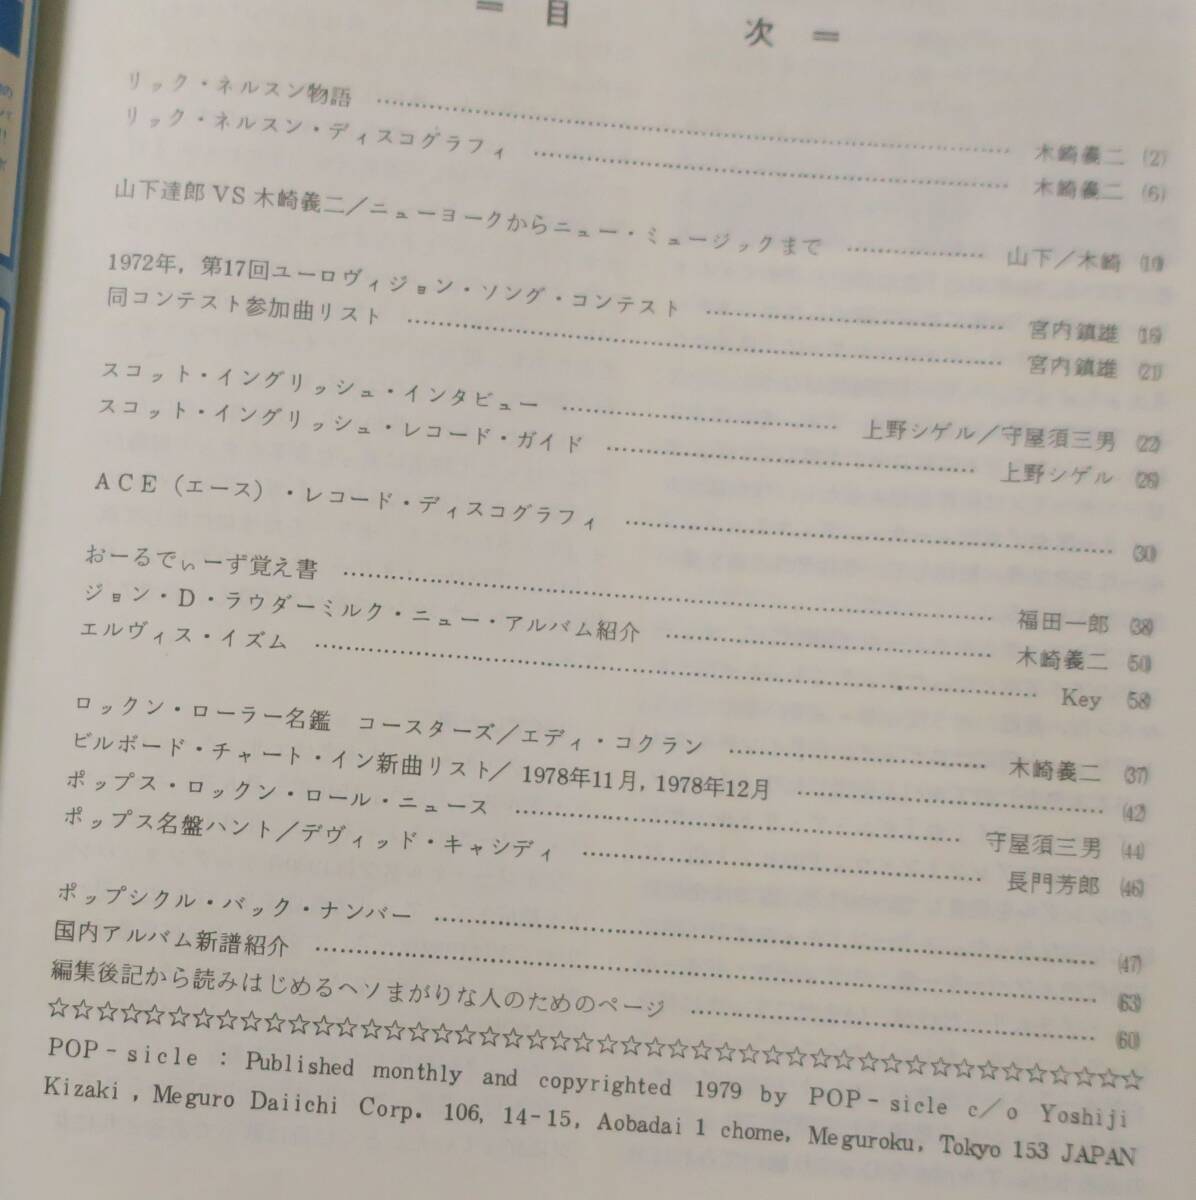 ＝ 目 次 ＝
リック・ネルスン物語 ………… 木崎義二 (2)
リック・ネルスン・ディスコグラフィ ………… 木崎義二 (6)
山下達郎 VS 木崎義二／ニューヨークからニュー・ミュージックまで ………… 山下／木崎 (10)
1972年, 第17回ユーロヴィジョン・ソング・コンテスト ………… 宮内鎮雄 (16)
同コンテスト参加曲リスト ………… 宮内鎮雄 (21)
スコット・イングリッシュ・インタビュー ………… 上野シゲル／守屋須三男 (22)
スコット・イングリッシュ・レコード・ガイド ………… 上野シゲル (26)
ACE（エース）・レコード・ディスコグラフィ ………… (30)
おーるでぃーず覚え書 ………… 福田一郎 (38)
ジョン・D・ラウダーミルク・ニュー・アルバム紹介 ………… 木崎義二 (50)
エルヴィス・イズム ………… Key (58)
ロックン・ローラー名鑑 コースターズ／エディ・コクラン ………… 木崎義二 (37)
ビルボード・チャート・イン新曲リスト／1978年11月, 1978年12月 ………… (42)
ポップス・ロックン・ロール・ニュース ………… 守屋須三男 (44)
ポップス名盤ハント／デヴィッド・キャシディ ………… 長門芳郎 (46)
ポップシクル・バック・ナンバー ………… (47)
国内アルバム新譜紹介 ………… (63)
編集後記から読みはじめるヘソまがりな人のためのページ ………… (60)
☆☆☆☆☆☆☆☆☆☆☆☆☆☆☆☆☆☆☆☆☆☆☆☆☆☆☆☆☆☆☆☆☆☆☆☆☆☆☆☆☆☆☆☆☆☆
POP-sicle : Published monthly and copyrighted 1979 by POP-sicle c/o Yoshiji
Kizaki, Meguro Daiichi Corp. 106, 14-15, Aobadai 1 chome, Meguroku, Tokyo 153 JAPAN